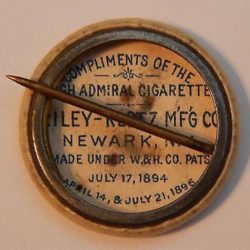 COMPLIMENTS OF THE
GH ADMIRAL CIGARETTE
MFG CO
NEWARK, N.
MADE UNDER W.&H. CO. PATS
JULY 17, 1894
APRIL 14, & JULY 21, 1896